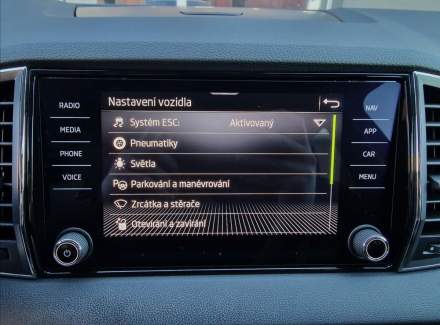 Nastavení vozidla
RADIO
MEDIA
PHONE
VOICE
Systém ESC: Aktivovaný
Pneumatiky
Světla
Parkování a manévrování
Zrcátka a stěrače
Otevírání a zavírání
NAV
APP
CAR
MENU